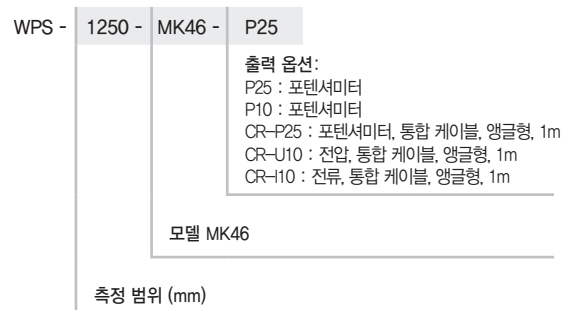 WPS - 1250 - MK46 - P25
출력 옵션:
P25 : 포텐셔미터
P10 : 포텐셔미터
CR-P25 : 포텐셔미터, 통합 케이블, 앵글형, 1m
CR-U10 : 전압, 통합 케이블, 앵글형, 1m
CR-I10 : 전류, 통합 케이블, 앵글형, 1m
모델 MK46
측정 범위 (mm)